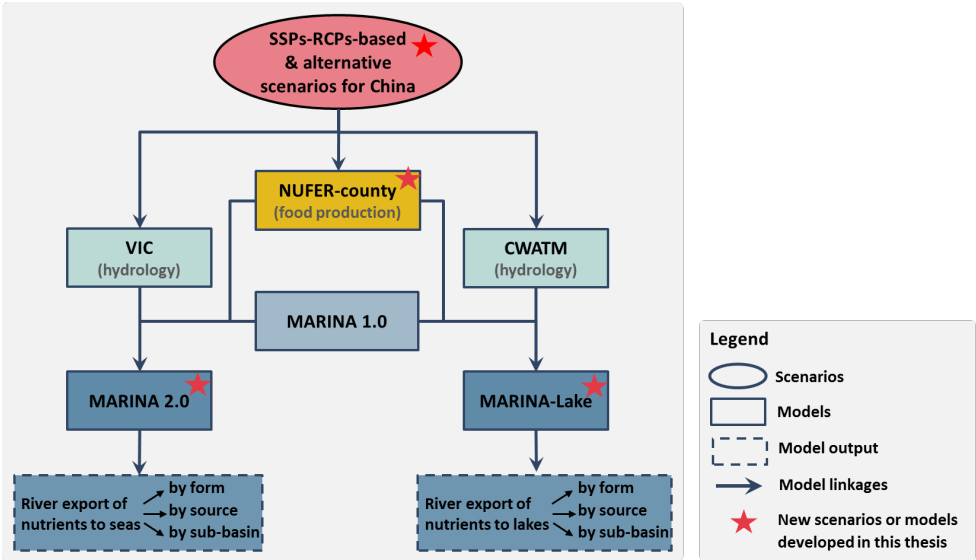 SSPs-RCPs-based
& alternative
scenarios for China
NUFER-county
(food production)
VIC
(hydrology)
CWATM
(hydrology)
MARINA 1.0
MARINA 2.0
MARINA-Lake
River export of
nutrients to seas
by form
by source
by sub-basin
River export of
nutrients to lakes
by form
by source
by sub-basin
Legend
Scenarios
Models
Model output
Model linkages
New scenarios or models
developed in this thesis